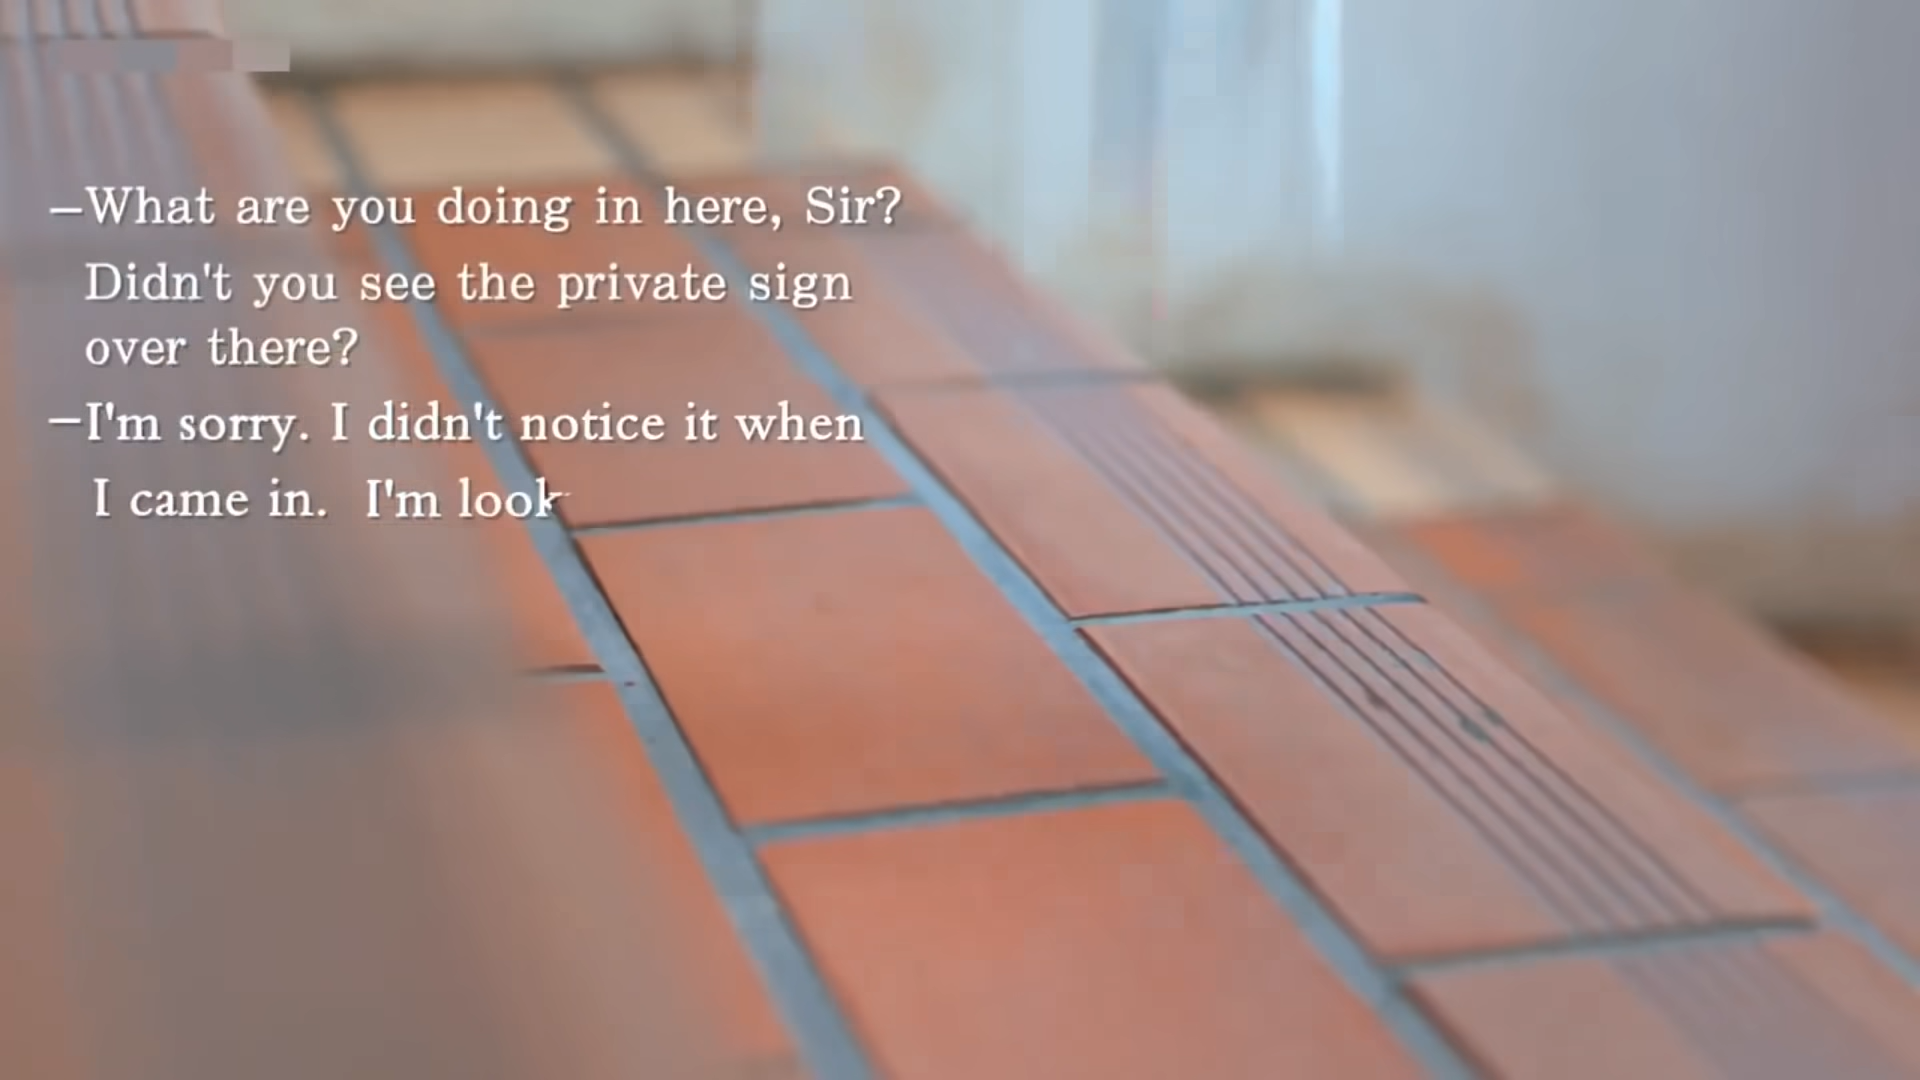 —What are you doing in here, Sir?
Didn't you see the private sign
over there?
—I'm sorry. I didn't notice it when
I came in. I'm look